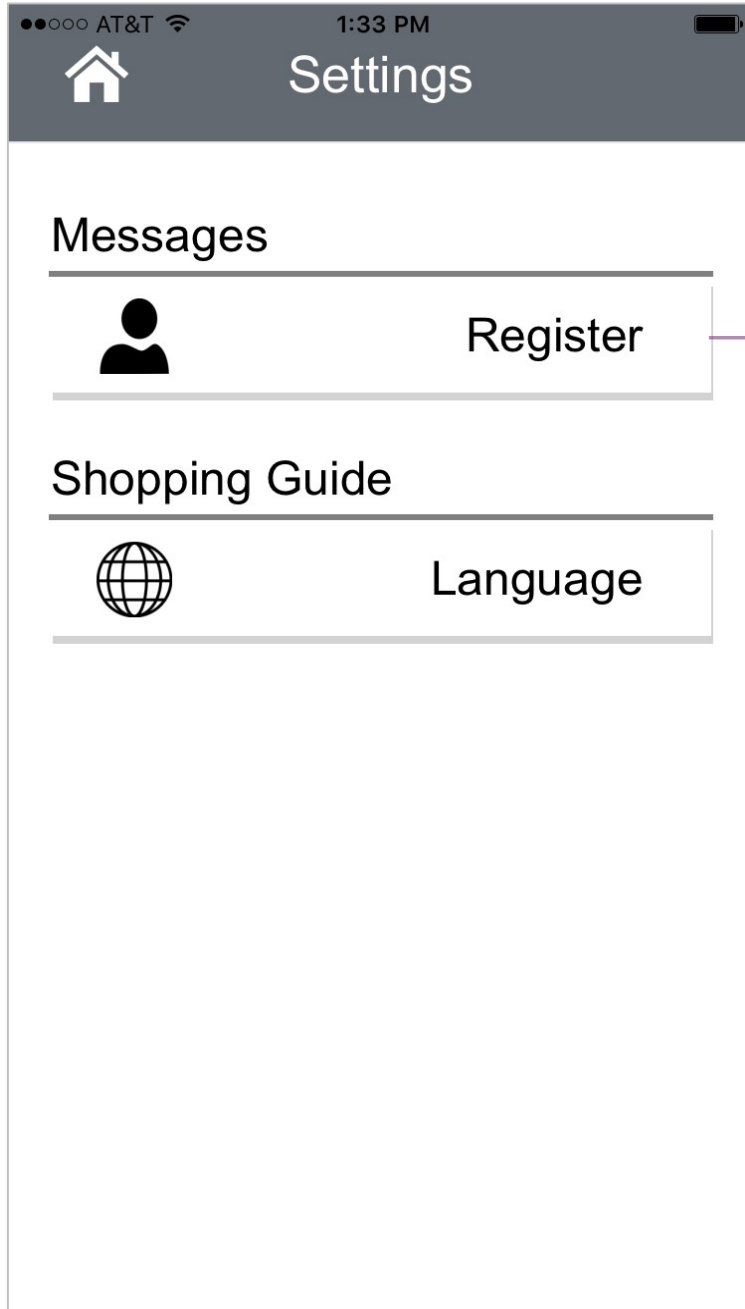 AT&T 1:33 PM
Settings
Messages
Register
Shopping Guide
Language